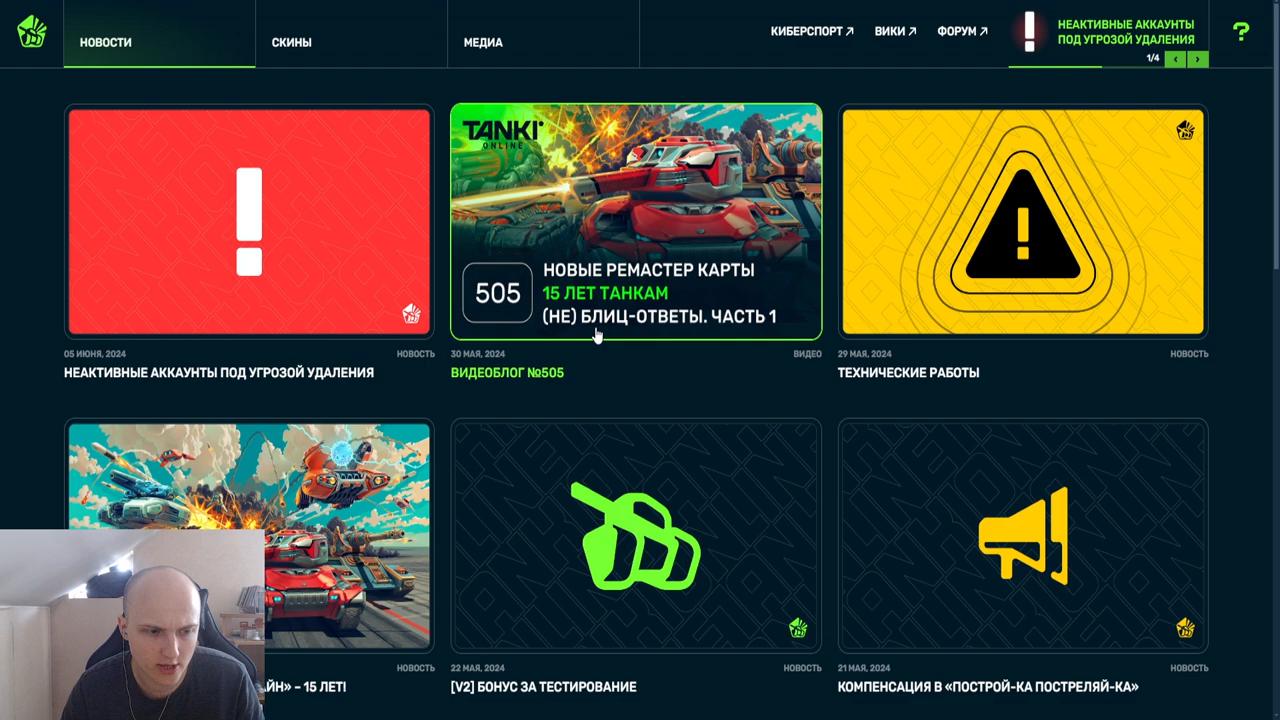 НОВОСТИ
СКИНЫ
МЕДИА
КИБЕРСПОРТ
ВИКИ
ФОРУМ
НЕАКТИВНЫЕ АККАУНТЫ
ПОД УГРОЗОЙ УДАЛЕНИЯ
1/4
?
TANKI
ONLINE
505
НОВЫЕ РЕМАСТЕР КАРТЫ
15 ЛЕТ ТАНКАМ
(НЕ) БЛИЦ-ОТВЕТЫ. ЧАСТЬ 1
05 ИЮНЯ, 2024
НОВОСТЬ
НЕАКТИВНЫЕ АККАУНТЫ ПОД УГРОЗОЙ УДАЛЕНИЯ
30 МАЯ, 2024
ВИДЕО
ВИДЕОБЛОГ №505
29 МАЯ, 2024
НОВОСТЬ
ТЕХНИЧЕСКИЕ РАБОТЫ
НОВОСТЬ
ЙН» – 15 ЛЕТ!
22 МАЯ, 2024
НОВОСТЬ
[V2] БОНУС ЗА ТЕСТИРОВАНИЕ
21 МАЯ, 2024
НОВОСТЬ
КОМПЕНСАЦИЯ В «ПОСТРОЙ-КА ПОСТРЕЛЯЙ-КА»